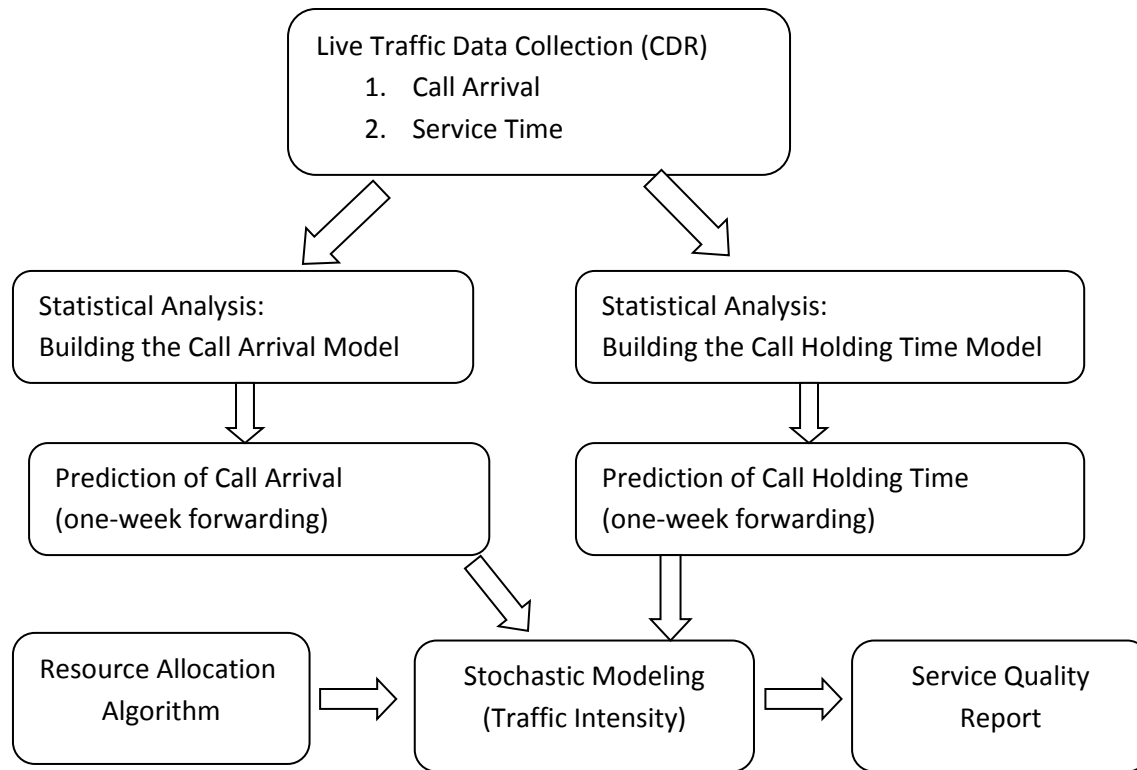 Live Traffic Data Collection (CDR)
1. Call Arrival
2. Service Time
Statistical Analysis:
Building the Call Arrival Model
Statistical Analysis:
Building the Call Holding Time Model
Prediction of Call Arrival
(one-week forwarding)
Prediction of Call Holding Time
(one-week forwarding)
Resource Allocation
Algorithm
Stochastic Modeling
(Traffic Intensity)
Service Quality
Report